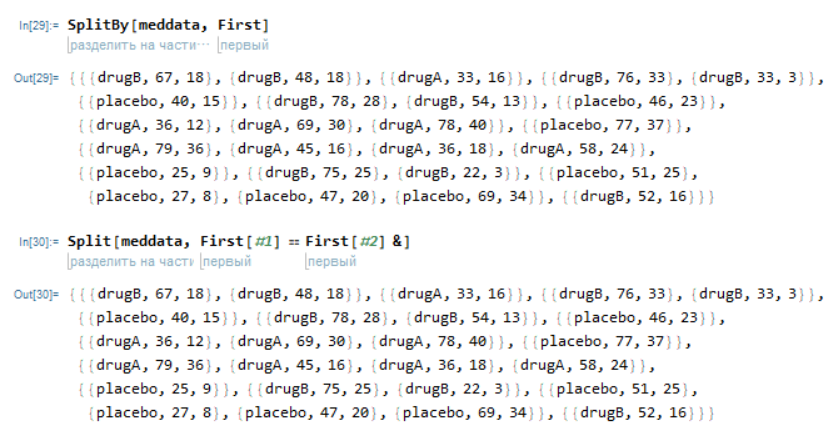 In[29]:= SplitBy[meddata, First]
разделить на части⋯ первый
Out[29]= {{{drugB, 67, 18}, {drugB, 48, 18}}, {{drugA, 33, 16}}, {{drugB, 76, 33}, {drugB, 33, 3}},
{{placebo, 40, 15}}, {{drugB, 78, 28}, {drugB, 54, 13}}, {{placebo, 46, 23}},
{{drugA, 36, 12}, {drugA, 69, 30}, {drugA, 78, 40}}, {{placebo, 77, 37}},
{{drugA, 79, 36}, {drugA, 45, 16}, {drugA, 36, 18}, {drugA, 58, 24}},
{{placebo, 25, 9}}, {{drugB, 75, 25}, {drugB, 22, 3}}, {{placebo, 51, 25},
{placebo, 27, 8}, {placebo, 47, 20}, {placebo, 69, 34}}, {{drugB, 52, 16}}}
In[30]:= Split[meddata, First[#1] == First[#2] &]
разделить на части первый первый
Out[30]= {{{drugB, 67, 18}, {drugB, 48, 18}}, {{drugA, 33, 16}}, {{drugB, 76, 33}, {drugB, 33, 3}},
{{placebo, 40, 15}}, {{drugB, 78, 28}, {drugB, 54, 13}}, {{placebo, 46, 23}},
{{drugA, 36, 12}, {drugA, 69, 30}, {drugA, 78, 40}}, {{placebo, 77, 37}},
{{drugA, 79, 36}, {drugA, 45, 16}, {drugA, 36, 18}, {drugA, 58, 24}},
{{placebo, 25, 9}}, {{drugB, 75, 25}, {drugB, 22, 3}}, {{placebo, 51, 25},
{placebo, 27, 8}, {placebo, 47, 20}, {placebo, 69, 34}}, {{drugB, 52, 16}}}